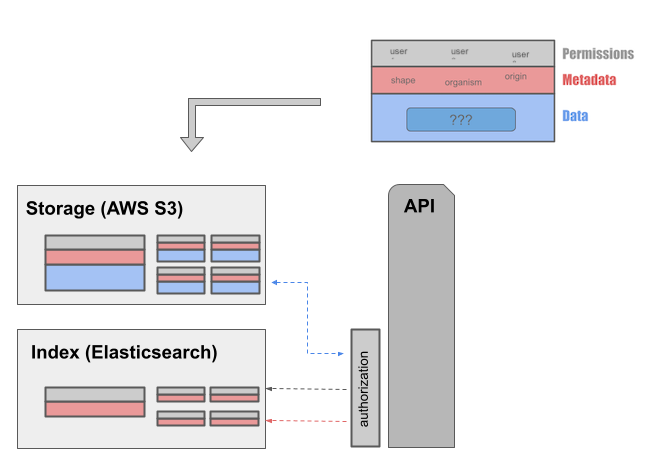 user user user
Permissions
shape organism origin
Metadata
???
Data
Storage (AWS S3)
API
Index (Elasticsearch)
authorization